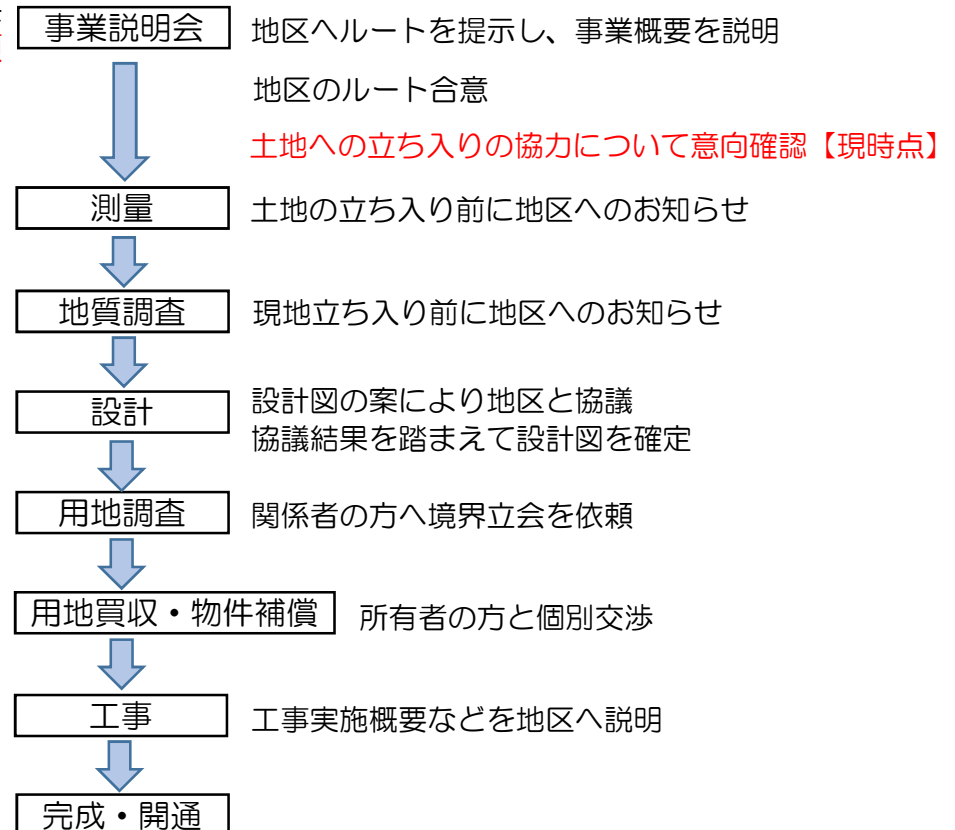 事業説明会
地区へルートを提示し、事業概要を説明
地区のルート合意
土地への立ち入りの協力について意向確認【現時点】
測量
土地の立ち入り前に地区へのお知らせ
地質調査
現地立ち入り前に地区へのお知らせ
設計
設計図の案により地区と協議
協議結果を踏まえて設計図を確定
用地調査
関係者の方へ境界立会を依頼
用地買収・物件補償
所有者の方と個別交渉
工事
工事実施概要などを地区へ説明
完成・開通